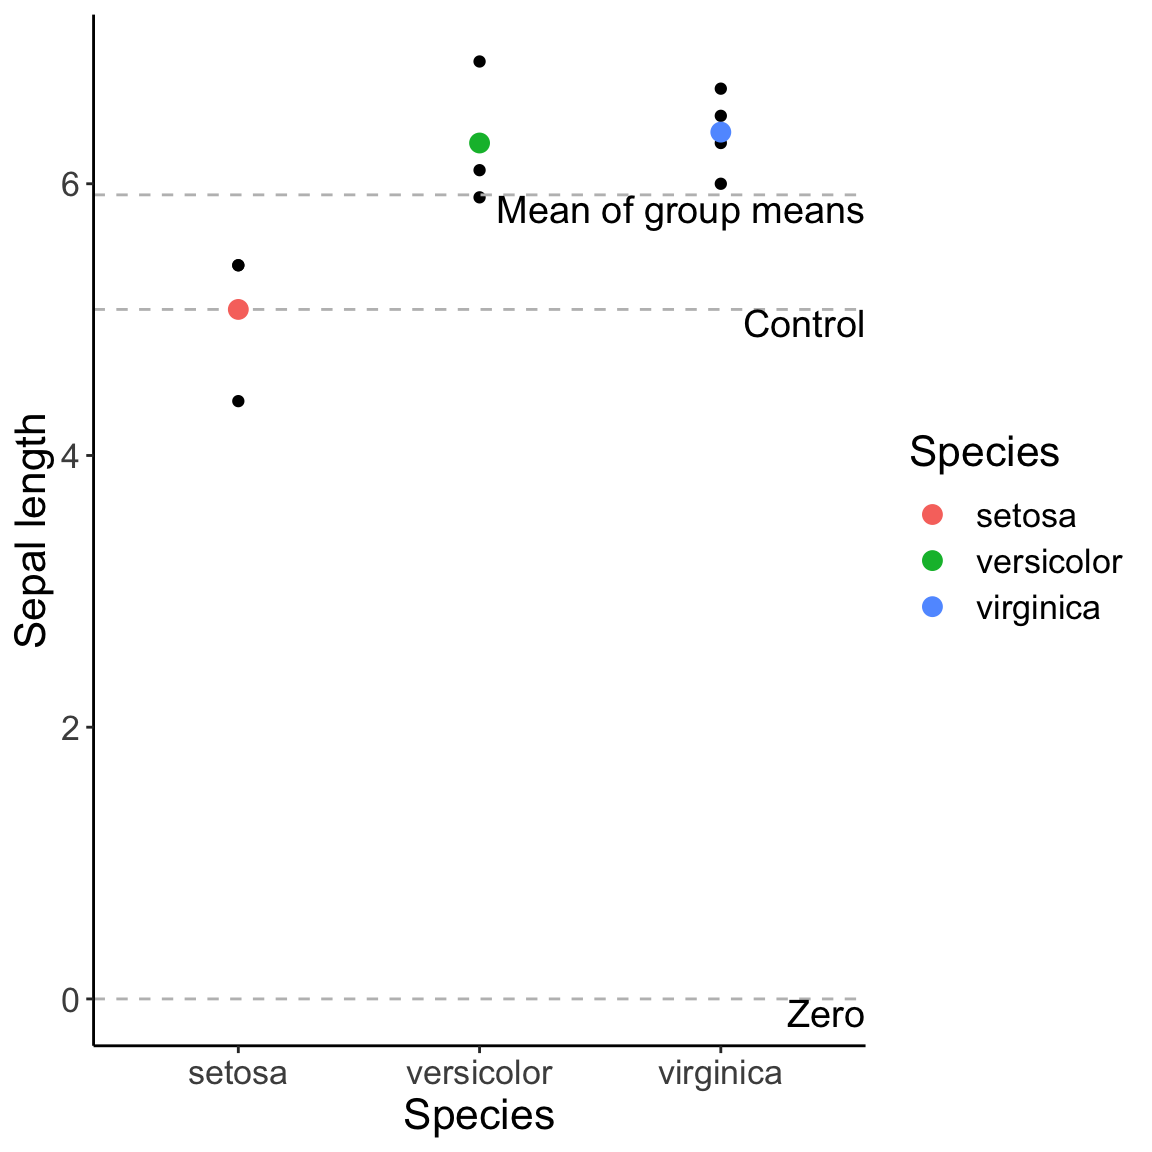 Sepal length
6
4
2
0
Mean of group means
Control
Zero
setosa
versicolor
virginica
Species
Species
setosa
versicolor
virginica